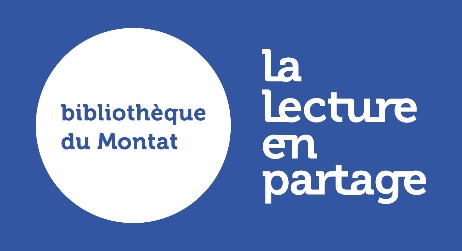 bibliothèque
du Montat
la
lecture
en
partage